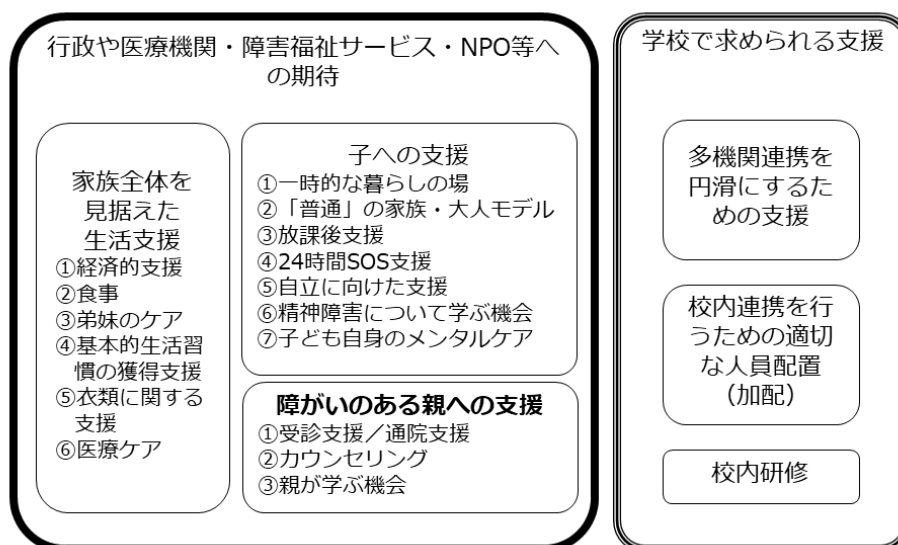 行政や医療機関・障害福祉サービス・NPO等へ
の期待
家族全体を
見据えた
生活支援
①経済的支援
②食事
③弟妹のケア
④基本的生活習
慣の獲得支援
⑤衣類に関する
支援
⑥医療ケア
子への支援
①一時的な暮らしの場
②「普通」の家族・大人モデル
③放課後支援
④24時間SOS支援
⑤自立に向けた支援
⑥精神障害について学ぶ機会
⑦子ども自身のメンタルケア
障がいのある親への支援
①受診支援／通院支援
②カウンセリング
③親が学ぶ機会
学校で求められる支援
多機関連携を
円滑にするた
めの支援
校内連携を行
うための適切
な人員配置
（加配）
校内研修